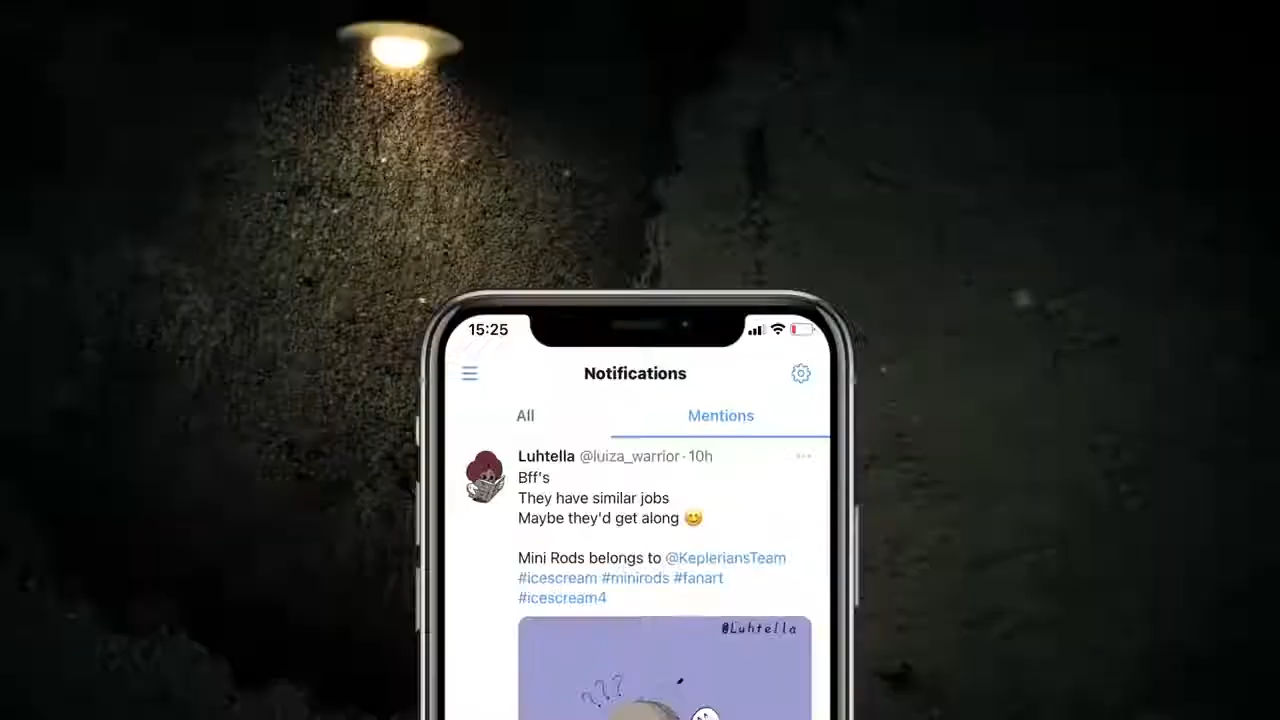 15:25
Notifications
All
Mentions
Luhtella @luiza_warrior · 10h
Bff's
They have similar jobs
Maybe they'd get along 😊
Mini Rods belongs to @KepleriansTeam
#icescream #minirods #fanart
#icescream4
@Luhtella
???